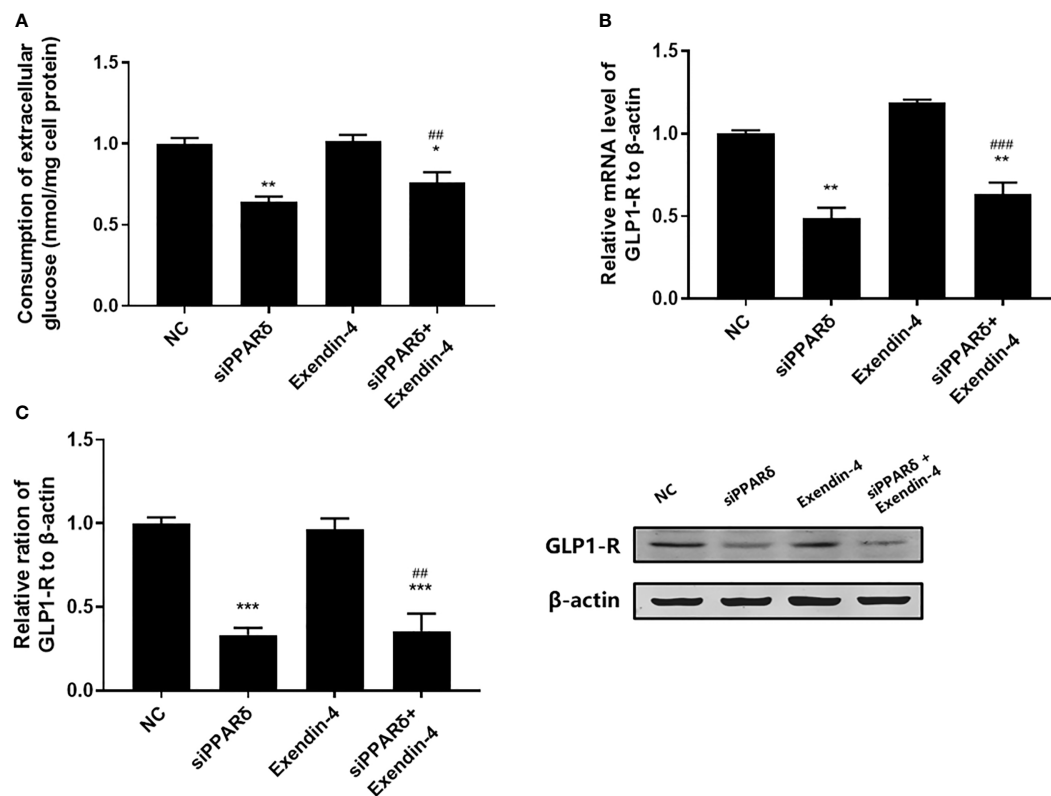 A
Consumption of extracellular
glucose (nmol/mg cell protein)
1.5
1.0
0.5
0.0
**
##
*
NC
siPPARδ
Exendin-4
siPPARδ+
Exendin-4
B
Relative mRNA level of
GLP1-R to β-actin
1.5
1.0
0.5
0.0
**
###
**
NC
siPPARδ
Exendin-4
siPPARδ+
Exendin-4
C
Relative ration of
GLP1-R to β-actin
1.5
1.0
0.5
0.0
***
##
***
NC
siPPARδ
Exendin-4
siPPARδ+
Exendin-4
NC
siPPARδ
Exendin-4
siPPARδ +
Exendin-4
GLP1-R
β-actin